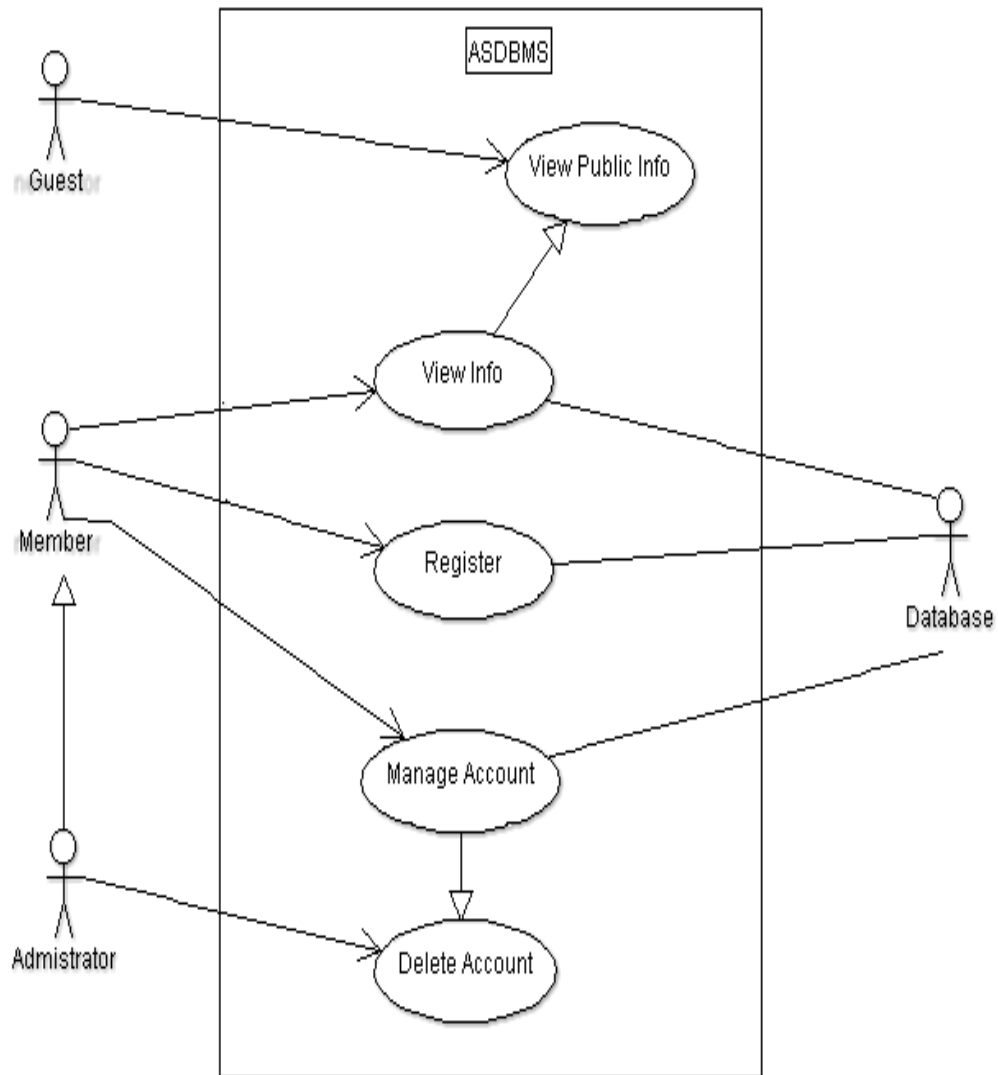 ASDBMS
View Public Info
Guest
View Info
Member
Register
Database
Manage Account
Admistrator
Delete Account